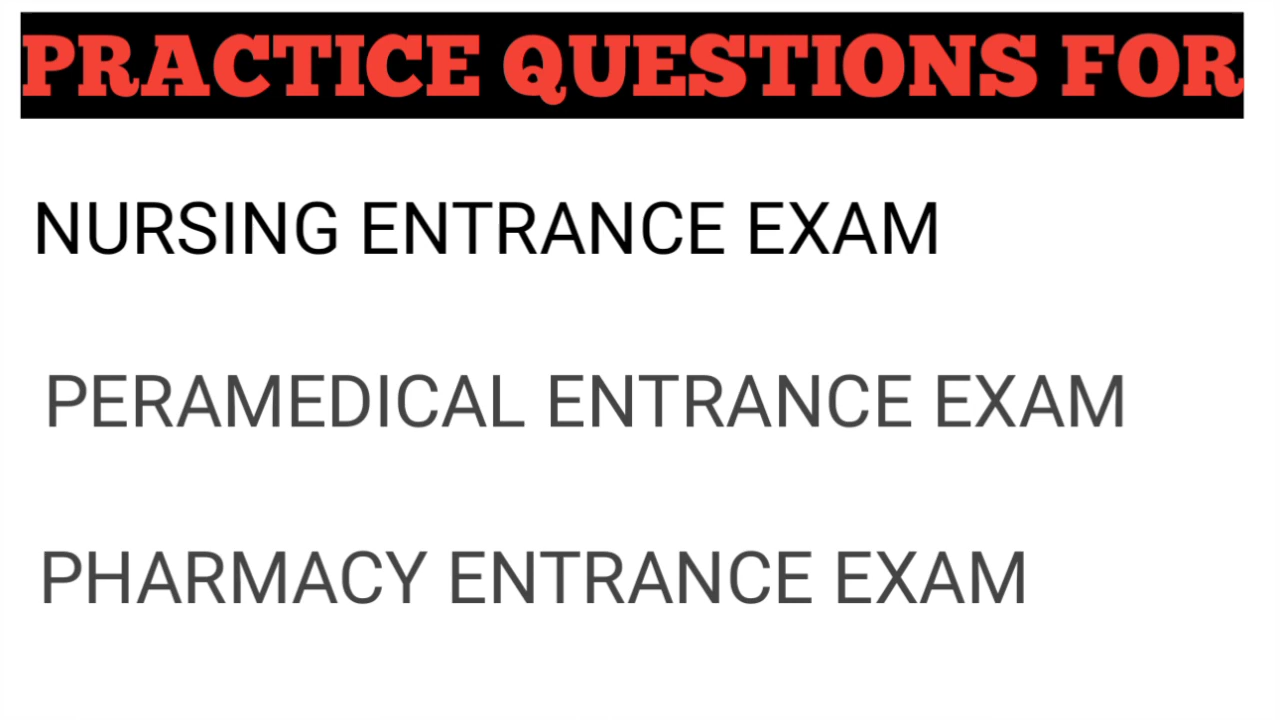 PRACTICE QUESTIONS FOR
NURSING ENTRANCE EXAM
PERAMEDICAL ENTRANCE EXAM
PHARMACY ENTRANCE EXAM